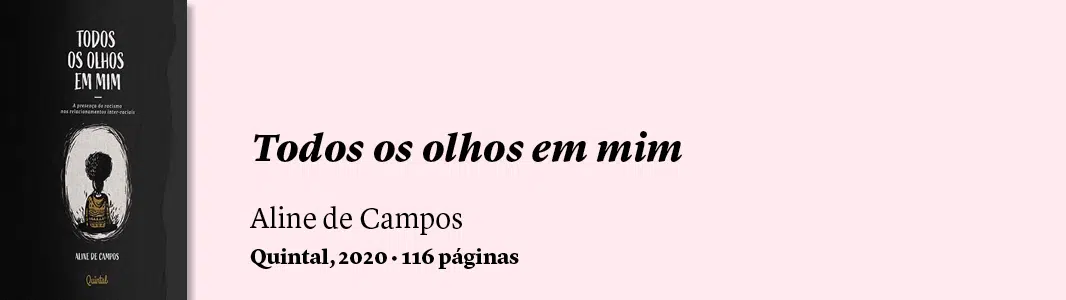 TODOS
OS OLHOS
EM MIM
A presença do racismo
nos relacionamentos inter-raciais
ALINE DE CAMPOS
Quintal
Todos os olhos em mim
Aline de Campos
Quintal, 2020 · 116 páginas